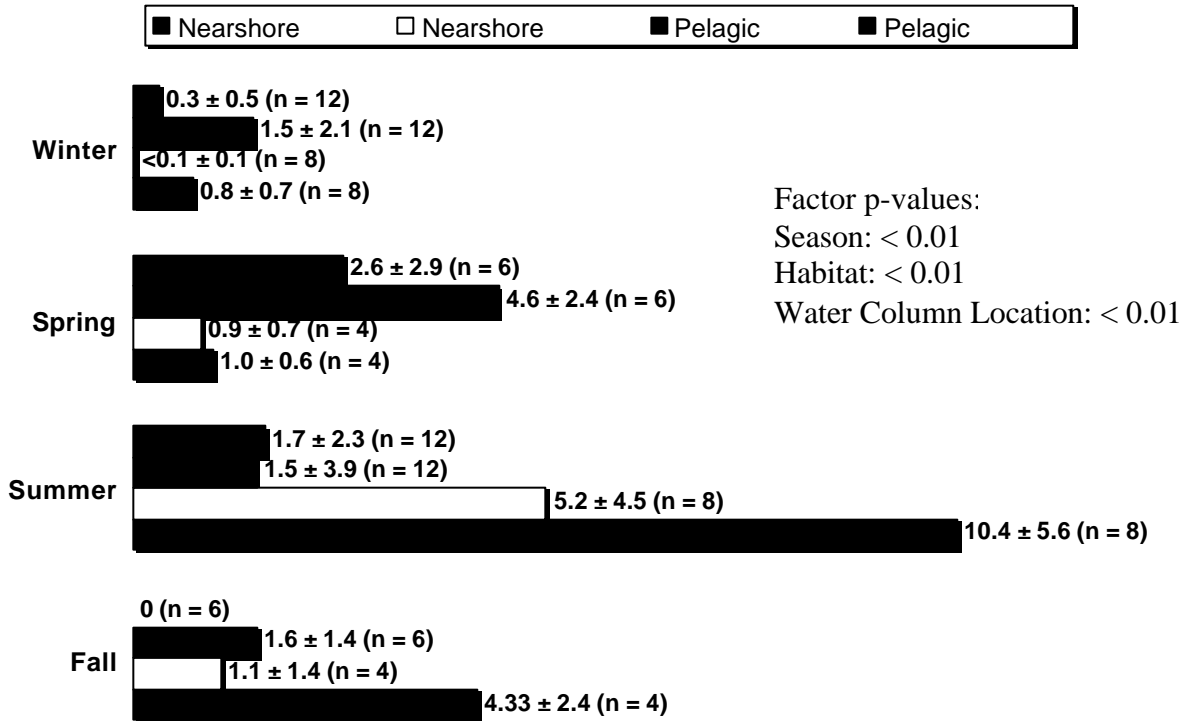 Nearshore Nearshore Pelagic Pelagic
Winter
0.3 ± 0.5 (n = 12)
1.5 ± 2.1 (n = 12)
<0.1 ± 0.1 (n = 8)
0.8 ± 0.7 (n = 8)
Factor p-values:
Season: < 0.01
Habitat: < 0.01
Water Column Location: < 0.01
Spring
2.6 ± 2.9 (n = 6)
4.6 ± 2.4 (n = 6)
0.9 ± 0.7 (n = 4)
1.0 ± 0.6 (n = 4)
Summer
1.7 ± 2.3 (n = 12)
1.5 ± 3.9 (n = 12)
5.2 ± 4.5 (n = 8)
10.4 ± 5.6 (n = 8)
Fall
0 (n = 6)
1.6 ± 1.4 (n = 6)
1.1 ± 1.4 (n = 4)
4.33 ± 2.4 (n = 4)